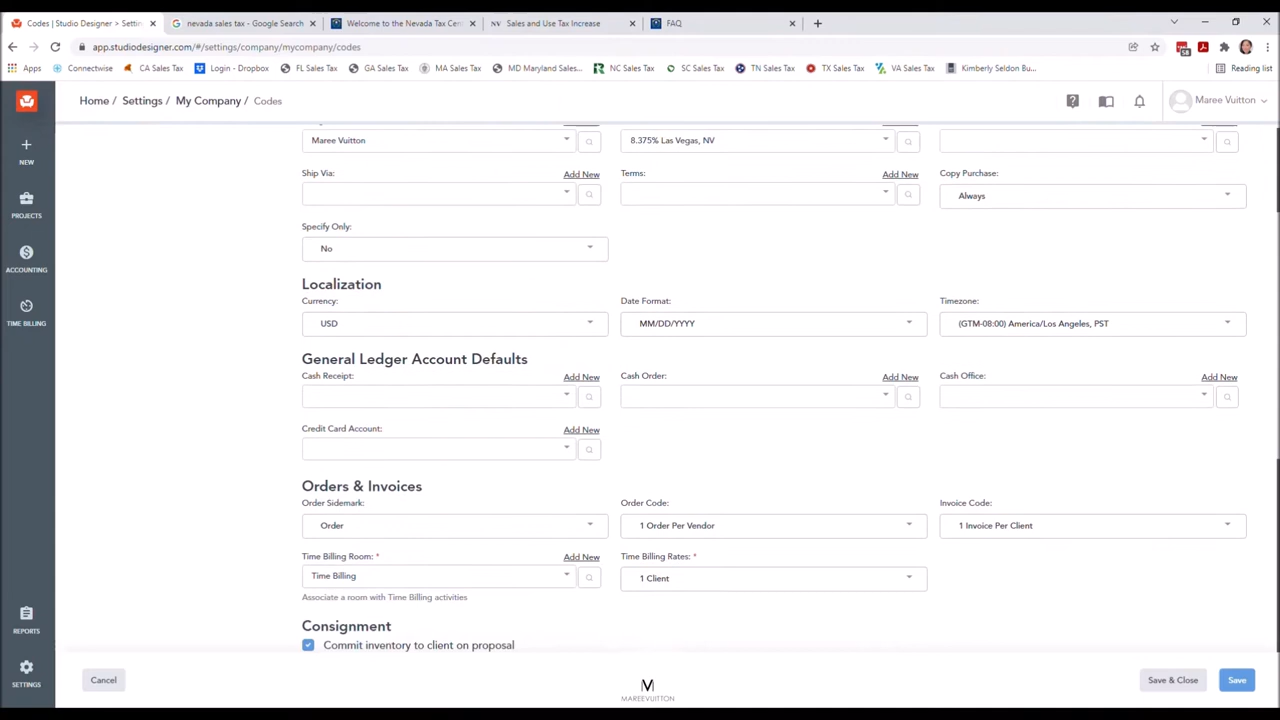 Codes | Studio Designer > Settin
nevada sales tax - Google Search
Welcome to the Nevada Tax Cen
NV Sales and Use Tax Increase
FAQ
app.studiodesigner.com/#/settings/company/mycompany/codes
58
Apps Connectwise CA Sales Tax Login - Dropbox FL Sales Tax GA Sales Tax MA Sales Tax MD Maryland Sales... NC Sales Tax SC Sales Tax TN Sales Tax TX Sales Tax VA Sales Tax Kimberly Seldon Bu... Reading list
Home / Settings / My Company / Codes
Maree Vuitton
NEW
PROJECTS
ACCOUNTING
TIME BILLING
REPORTS
SETTINGS
Maree Vuitton 8.375% Las Vegas, NV
Ship Via: Add New Terms: Add New Copy Purchase:
Always
Specify Only:
No
Localization
Currency: Date Format: Timezone:
USD MM/DD/YYYY (GTM-08:00) America/Los Angeles, PST
General Ledger Account Defaults
Cash Receipt: Add New Cash Order: Add New Cash Office: Add New
Credit Card Account: Add New
Orders & Invoices
Order Sidemark: Order Code: Invoice Code:
Order 1 Order Per Vendor 1 Invoice Per Client
Time Billing Room: * Add New Time Billing Rates: *
Time Billing 1 Client
Associate a room with Time Billing activities
Consignment
Commit inventory to client on proposal
Cancel Save & Close Save
MAREEVUITTON